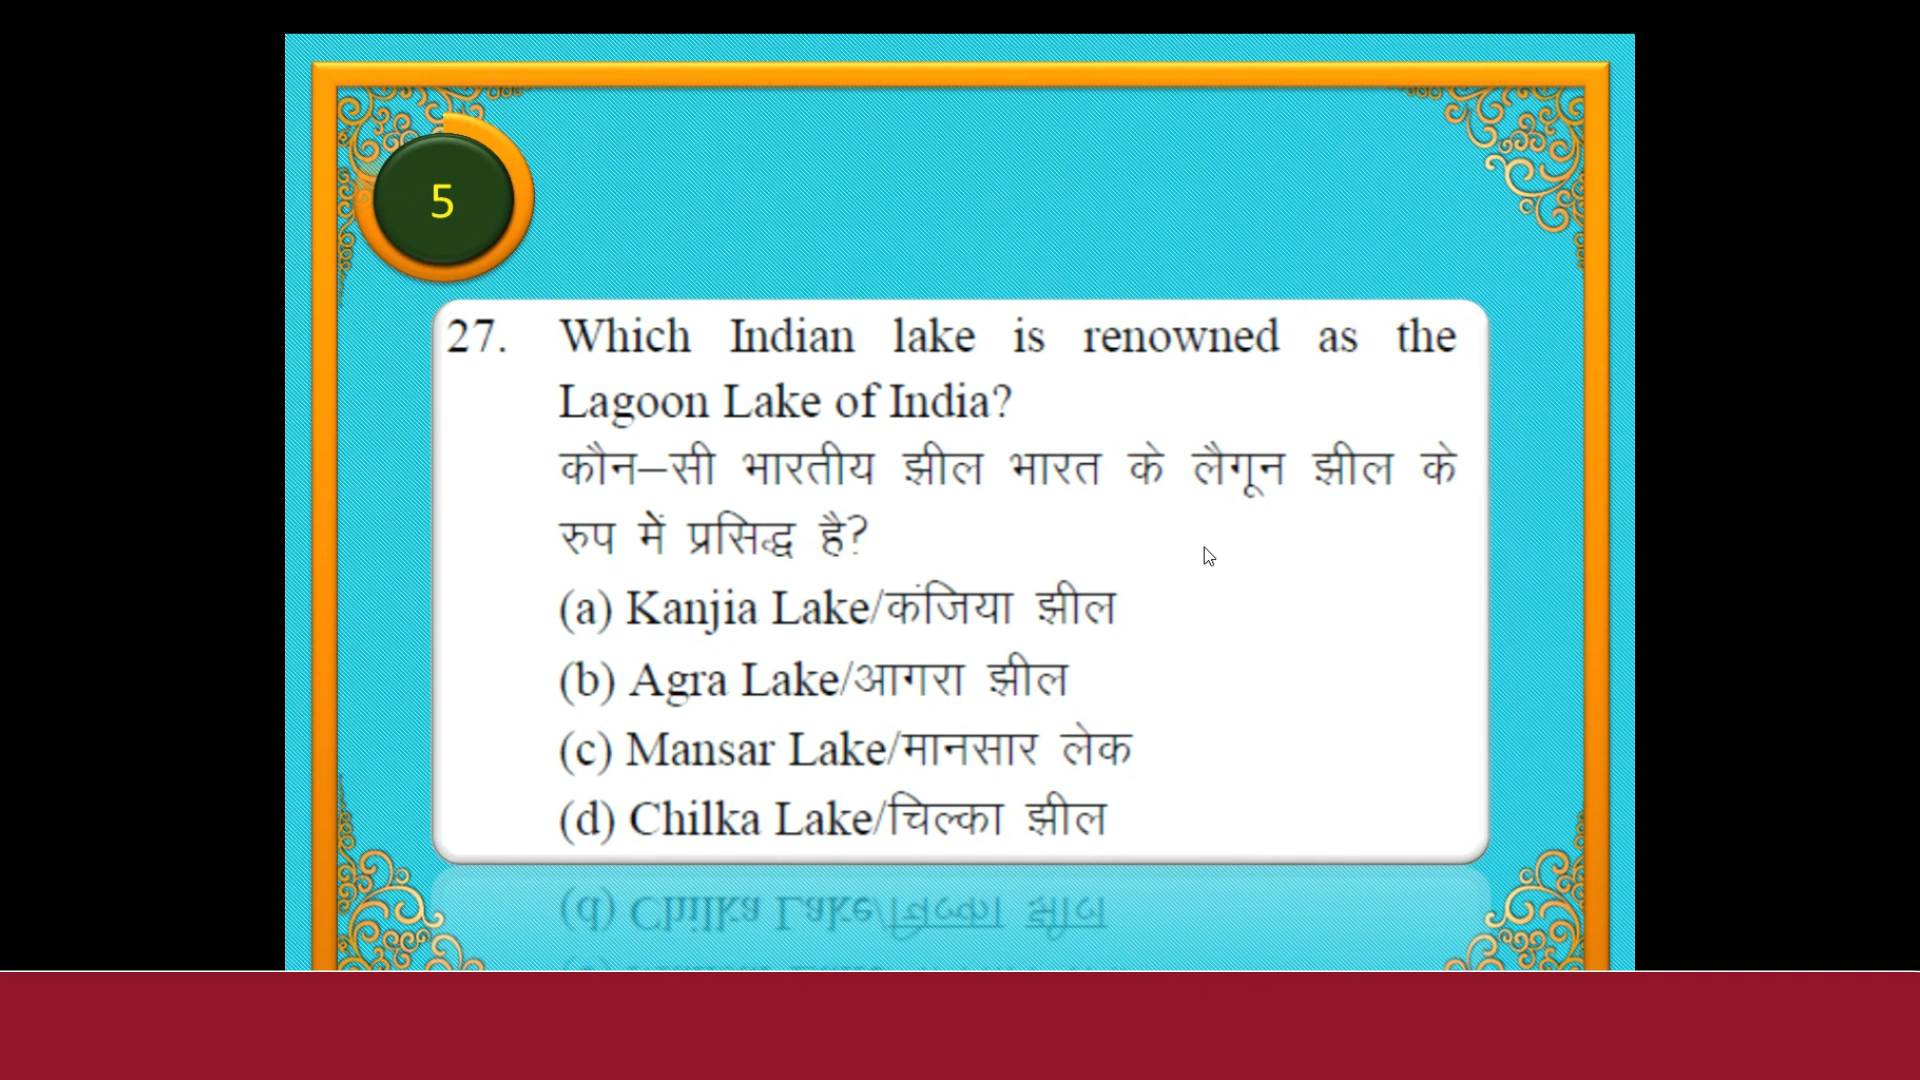 5
27. Which Indian lake is renowned as the
Lagoon Lake of India?
कौन–सी भारतीय झील भारत के लैगून झील के
रुप में प्रसिद्ध है?
(a) Kanjia Lake/कंजिया झील
(b) Agra Lake/आगरा झील
(c) Mansar Lake/मानसार लेक
(d) Chilka Lake/चिल्का झील